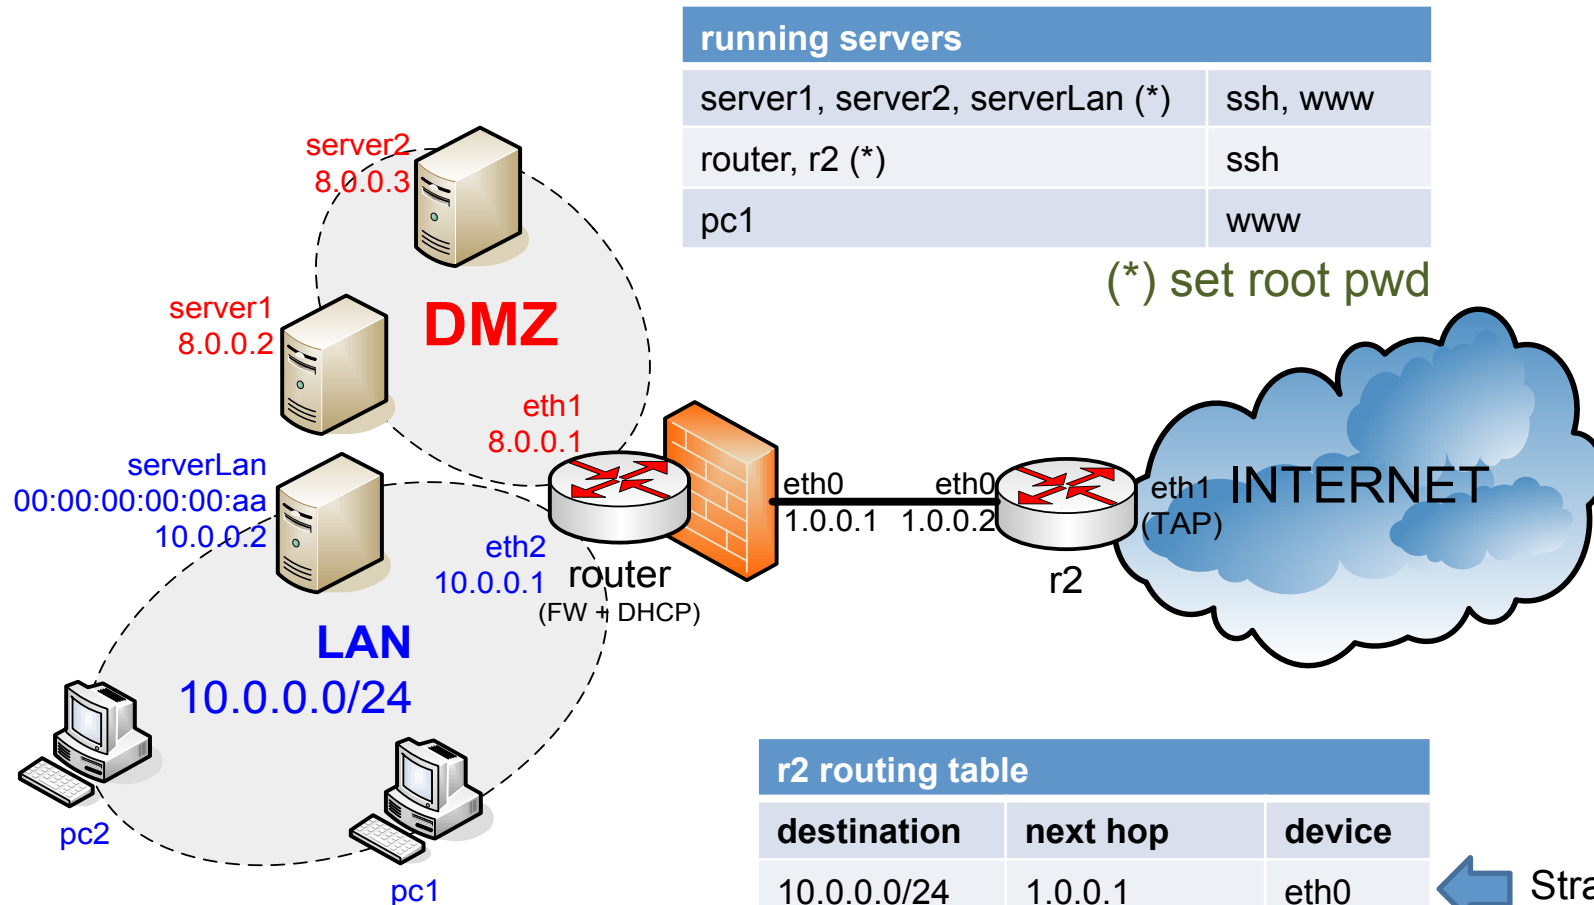 running servers
server1, server2, serverLan (*) ssh, www
router, r2 (*) ssh
pc1 www
(*) set root pwd
server2
8.0.0.3
server1
8.0.0.2
DMZ
eth1
8.0.0.1
serverLan
00:00:00:00:00:aa
10.0.0.2
eth2
10.0.0.1
router
(FW + DHCP)
eth0
1.0.0.1
eth0
1.0.0.2
r2
eth1
(TAP)
INTERNET
LAN
10.0.0.0/24
pc2
pc1
r2 routing table
destination next hop device
10.0.0.0/24 1.0.0.1 eth0